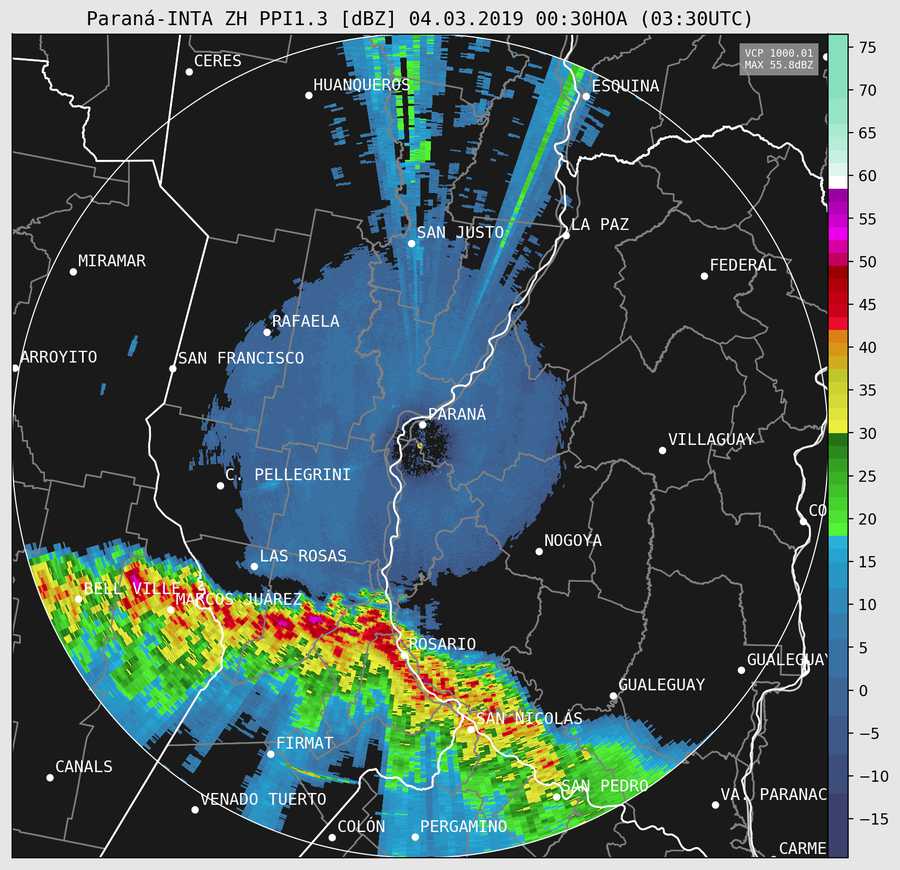 Paraná-INTA ZH PPI1.3 [dBZ] 04.03.2019 00:30HOA (03:30UTC)
VCP 1000.01
MAX 55.8dBZ
CERES
HUANQUEROS
ESQUINA
SAN JUSTO
LA PAZ
MIRAMAR
FEDERAL
RAFAELA
ARROYITO
SAN FRANCISCO
PARANÁ
VILLAGUAY
C. PELLEGRINI
CO
NOGOYA
LAS ROSAS
BELL VILLE
MARCOS JUÁREZ
ROSARIO
GUALEGUAY
GUALEGUAY
SAN NICOLÁS
FIRMAT
CANALS
SAN PEDRO
VENADO TUERTO
VA. PARANAC
COLÓN
PERGAMINO
CARME
75
70
65
60
55
50
45
40
35
30
25
20
15
10
5
0
−5
−10
−15